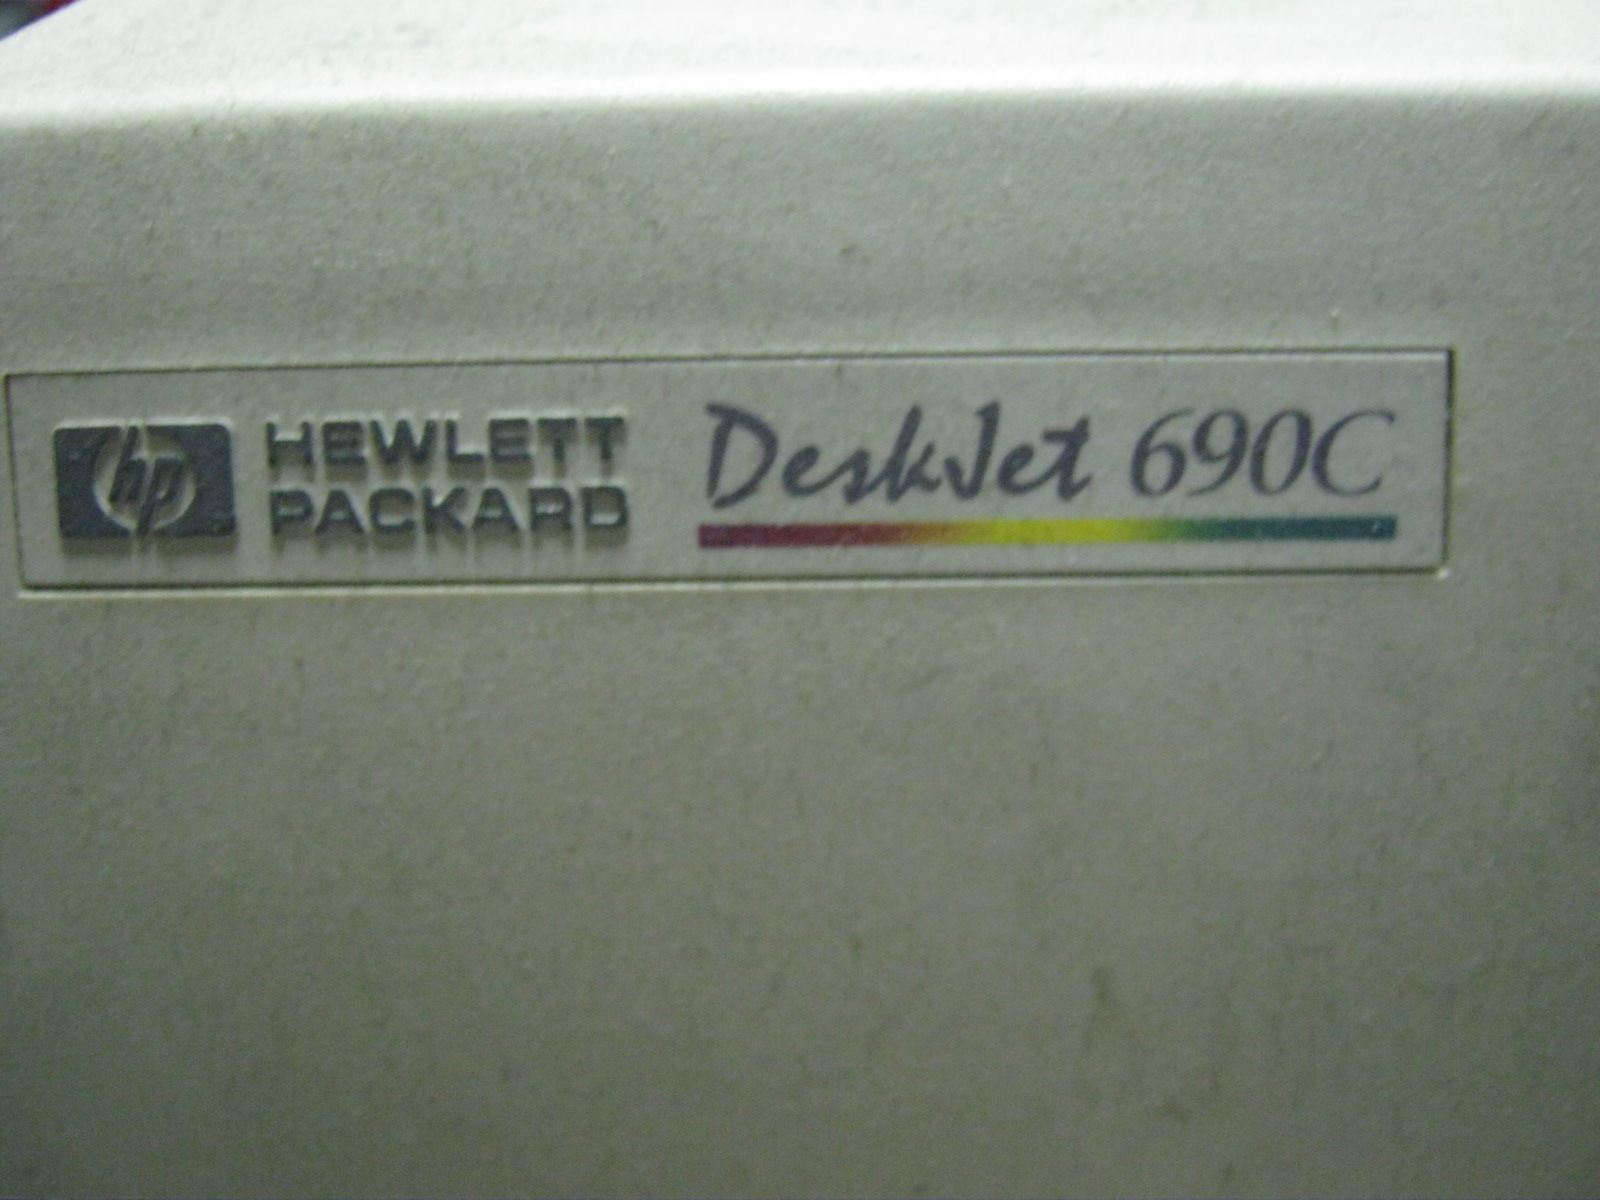 hp
HEWLETT
PACKARD
DeskJet 690C